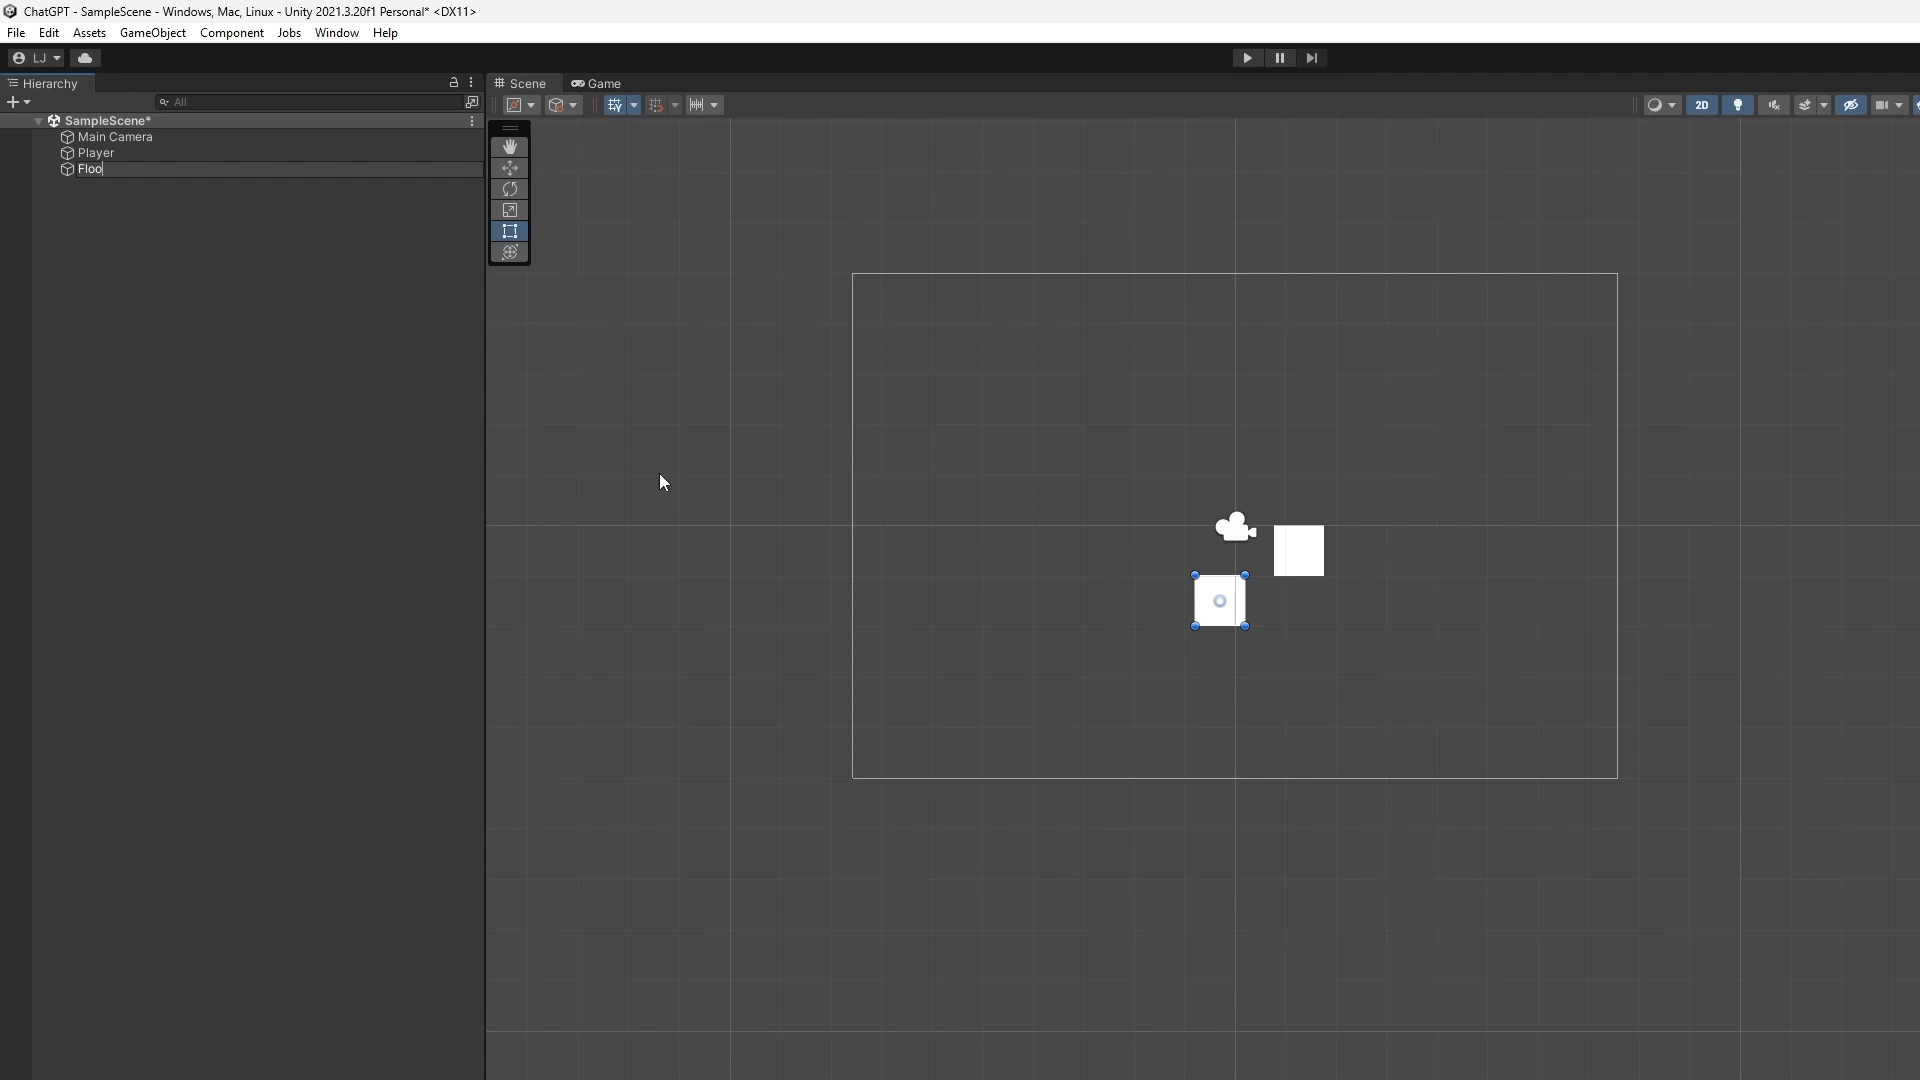 ChatGPT - SampleScene - Windows, Mac, Linux - Unity 2021.3.20f1 Personal* <DX11>
File Edit Assets GameObject Component Jobs Window Help
LJ
Hierarchy
Scene Game
All
2D
SampleScene*
Main Camera
Player
Floo